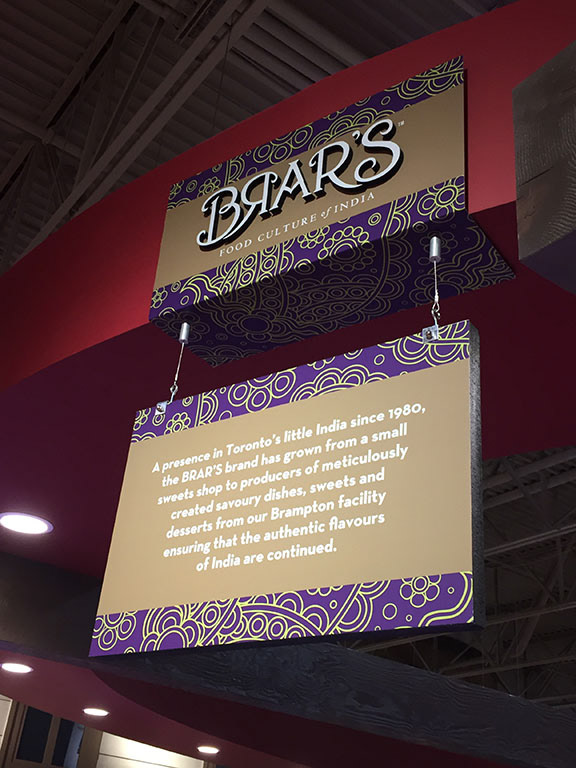 BRAR'S™
FOOD CULTURE of INDIA
A presence in Toronto's little India since 1980,
the BRAR'S brand has grown from a small
sweets shop to producers of meticulously
created savoury dishes, sweets and
desserts from our Brampton facility
ensuring that the authentic flavours
of India are continued.